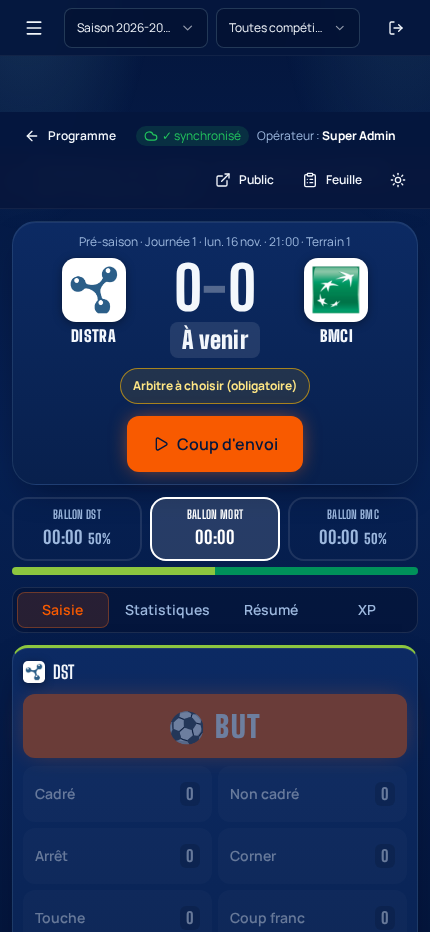 Saison 2026-20…
Toutes compéti…
Programme
✓ synchronisé
Opérateur : Super Admin
Public
Feuille
Pré-saison · Journée 1 · lun. 16 nov. · 21:00 · Terrain 1
0–0
DISTRA
BMCI
À venir
Arbitre à choisir (obligatoire)
Coup d'envoi
BALLON DST
00:00 50%
BALLON MORT
00:00
BALLON BMC
00:00 50%
Saisie
Statistiques
Résumé
XP
DST
BUT
Cadré 0
Non cadré 0
Arrêt 0
Corner 0
Touche 0
Coup franc 0